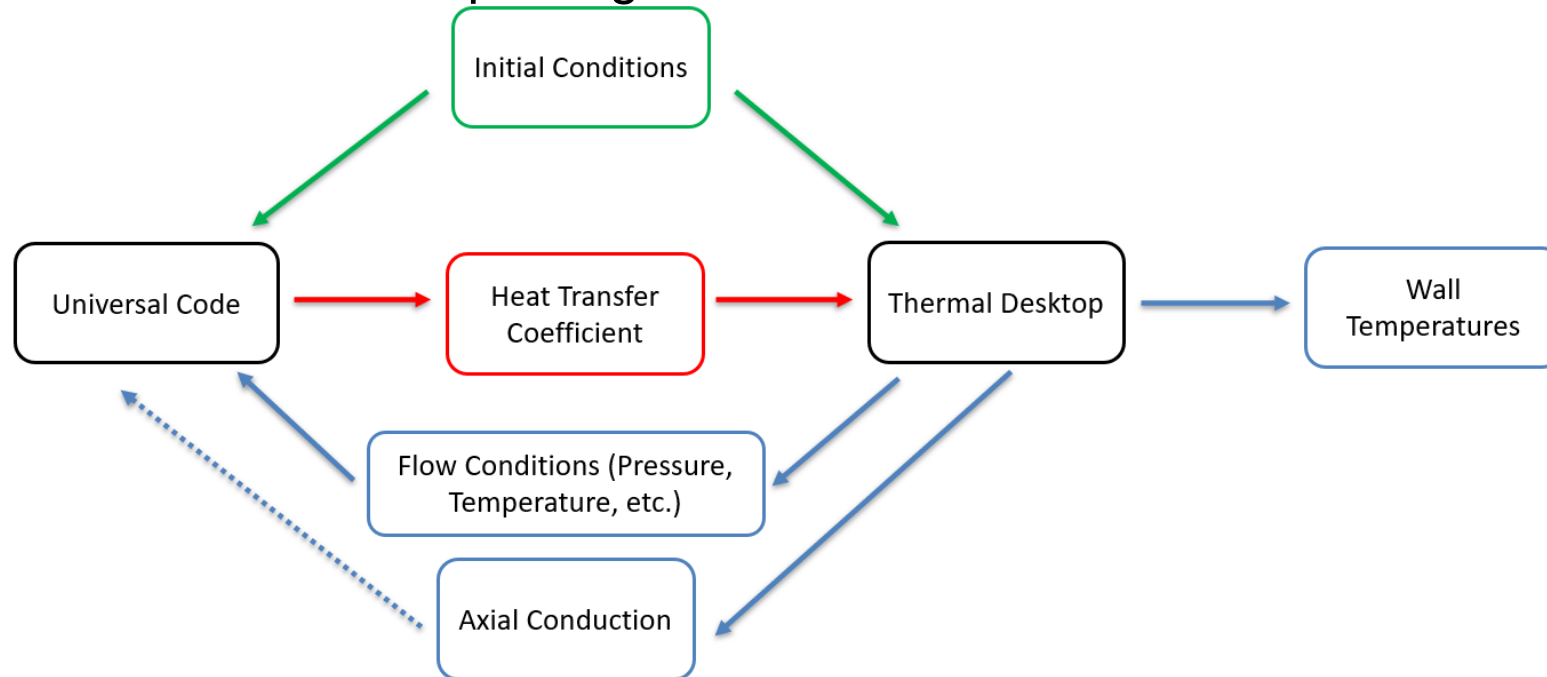 Initial Conditions
Universal Code
Heat Transfer
Coefficient
Thermal Desktop
Wall
Temperatures
Flow Conditions (Pressure,
Temperature, etc.)
Axial Conduction